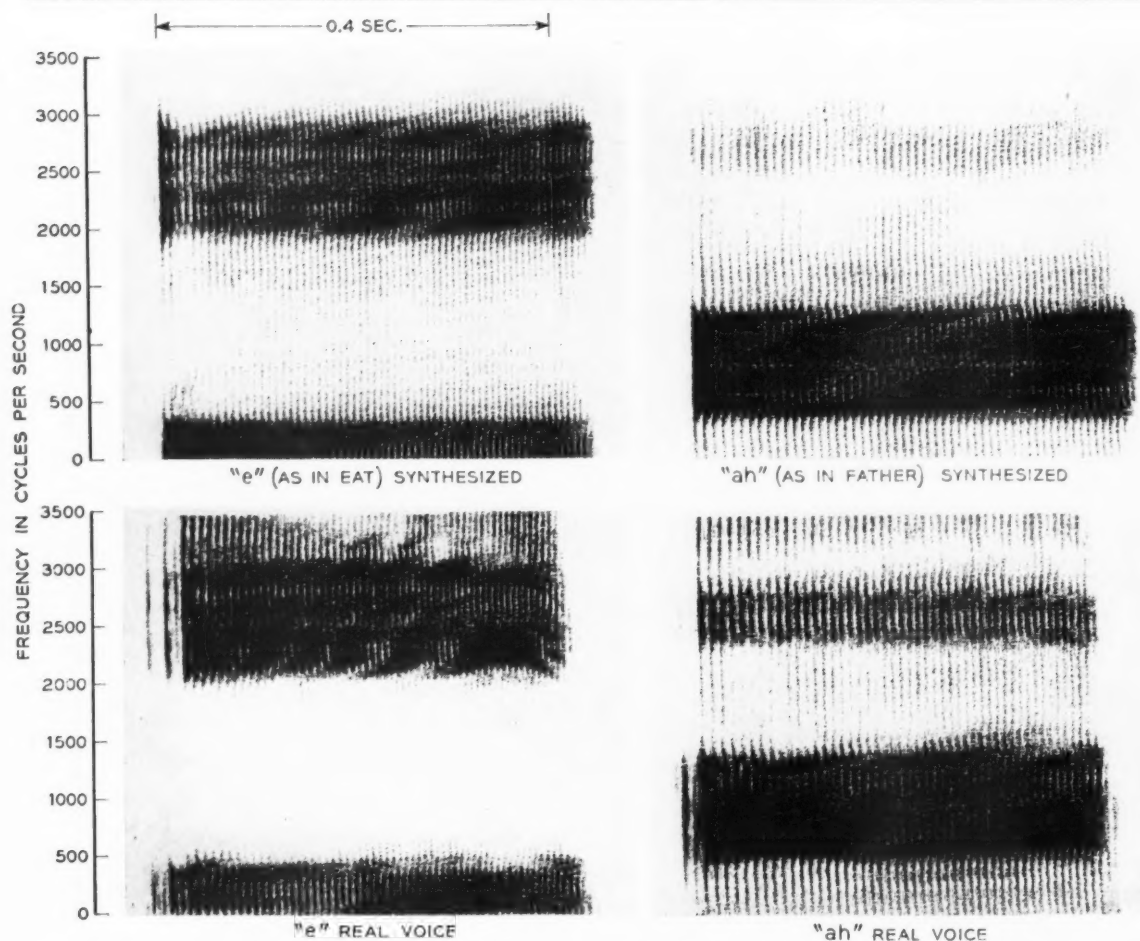 0.4 SEC.
FREQUENCY IN CYCLES PER SECOND
3500
3000
2500
2000
1500
1000
500
0
"e" (AS IN EAT) SYNTHESIZED
"ah" (AS IN FATHER) SYNTHESIZED
3500
3000
2500
2000
1500
1000
500
0
"e" REAL VOICE
"ah" REAL VOICE